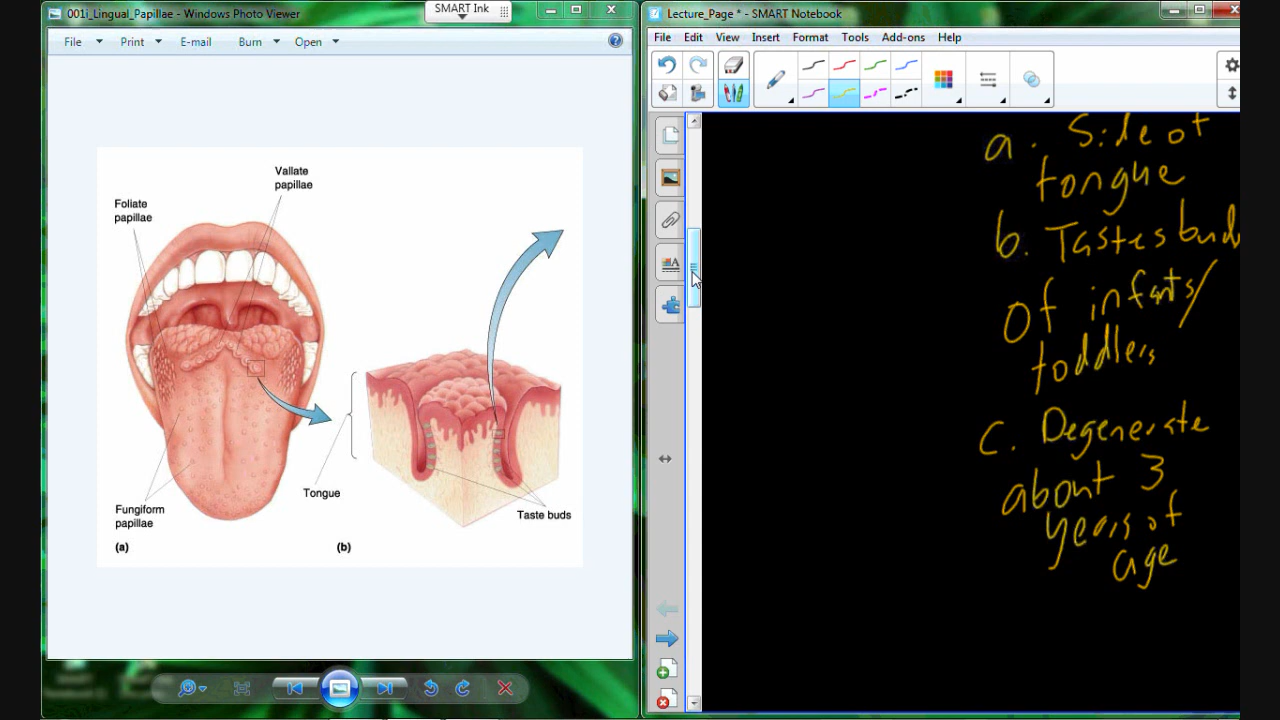 001i_Lingual_Papillae - Windows Photo Viewer
SMART Ink
File Print E-mail Burn Open
Vallate
papillae
Foliate
papillae
Tongue
Fungiform
papillae
Taste buds
(a)
(b)
Lecture_Page * - SMART Notebook
File Edit View Insert Format Tools Add-ons Help
a. Side of
tongue
b. Tastes buds
Of infants/
toddlers
c. Degenerate
about 3
years of
age